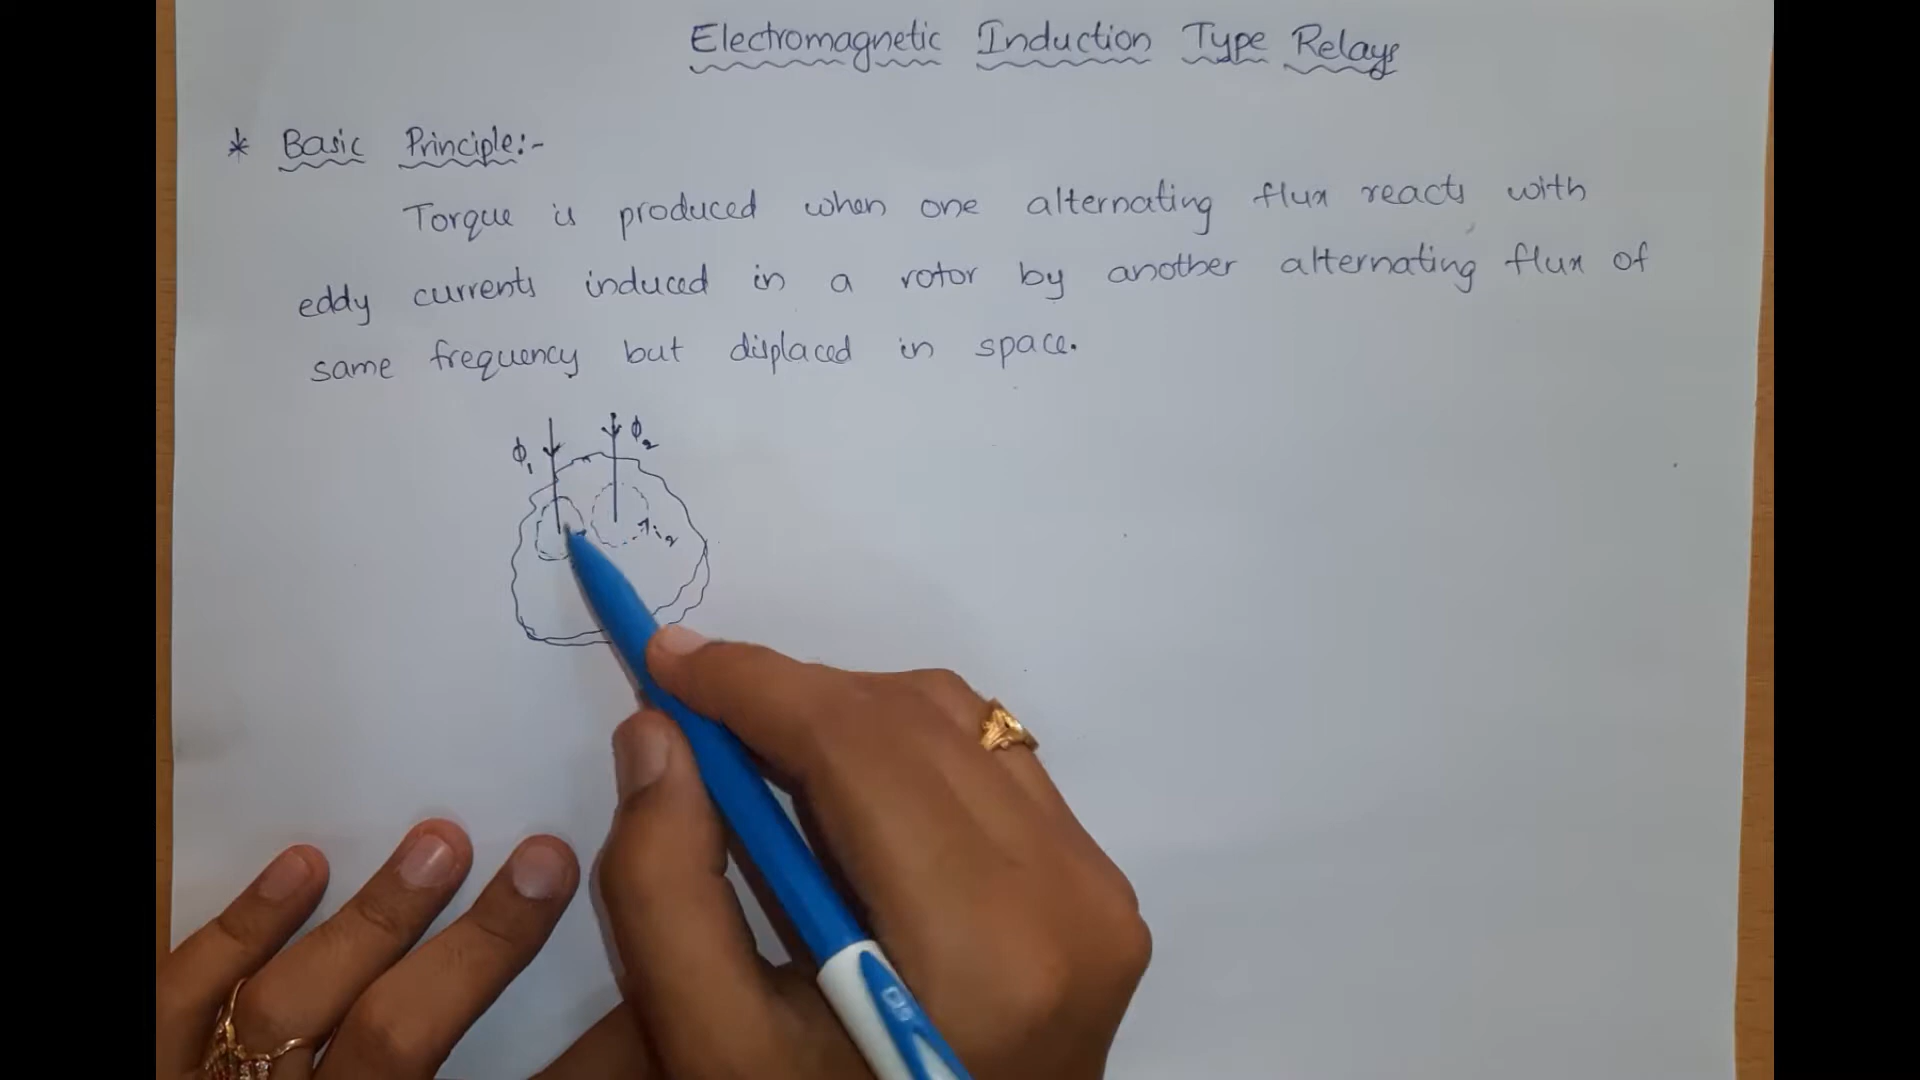 Electromagnetic Induction Type Relays
* Basic Principle:-
Torque is produced when one alternating flux reacts with
eddy currents induced in a rotor by another alternating flux of
same frequency but displaced in space.
ϕ₁ ϕ₂
i₂